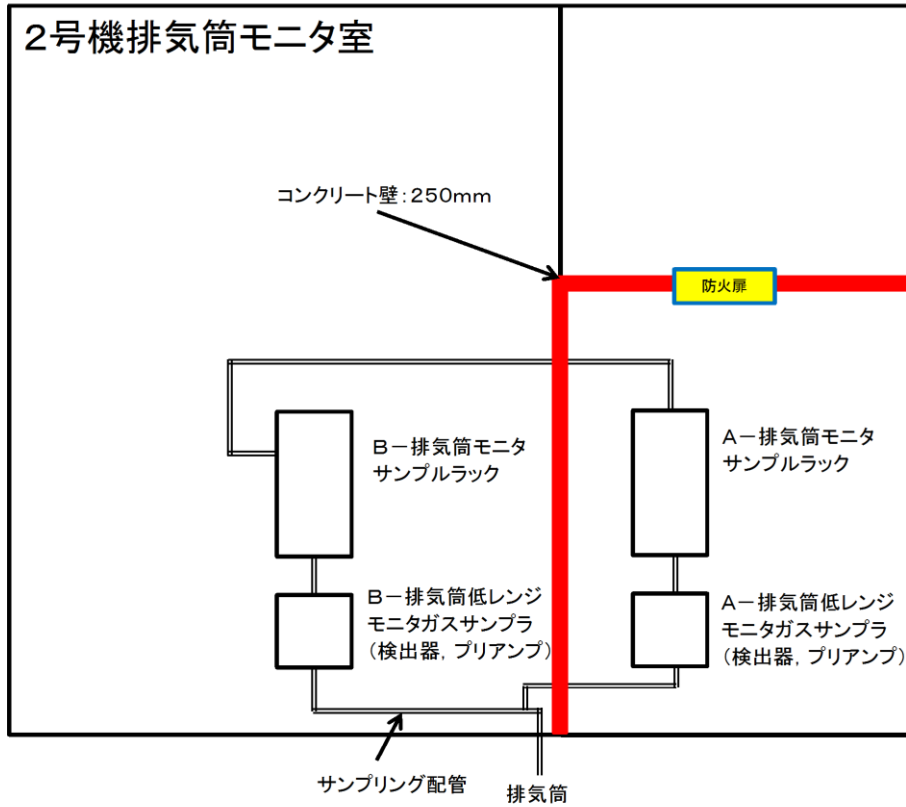 ２号機排気筒モニタ室
コンクリート壁：２５０ｍｍ
防火扉
Ｂ－排気筒モニタ
サンプルラック
Ａ－排気筒モニタ
サンプルラック
Ｂ－排気筒低レンジ
モニタガスサンプラ
（検出器，プリアンプ）
Ａ－排気筒低レンジ
モニタガスサンプラ
（検出器，プリアンプ）
サンプリング配管
排気筒